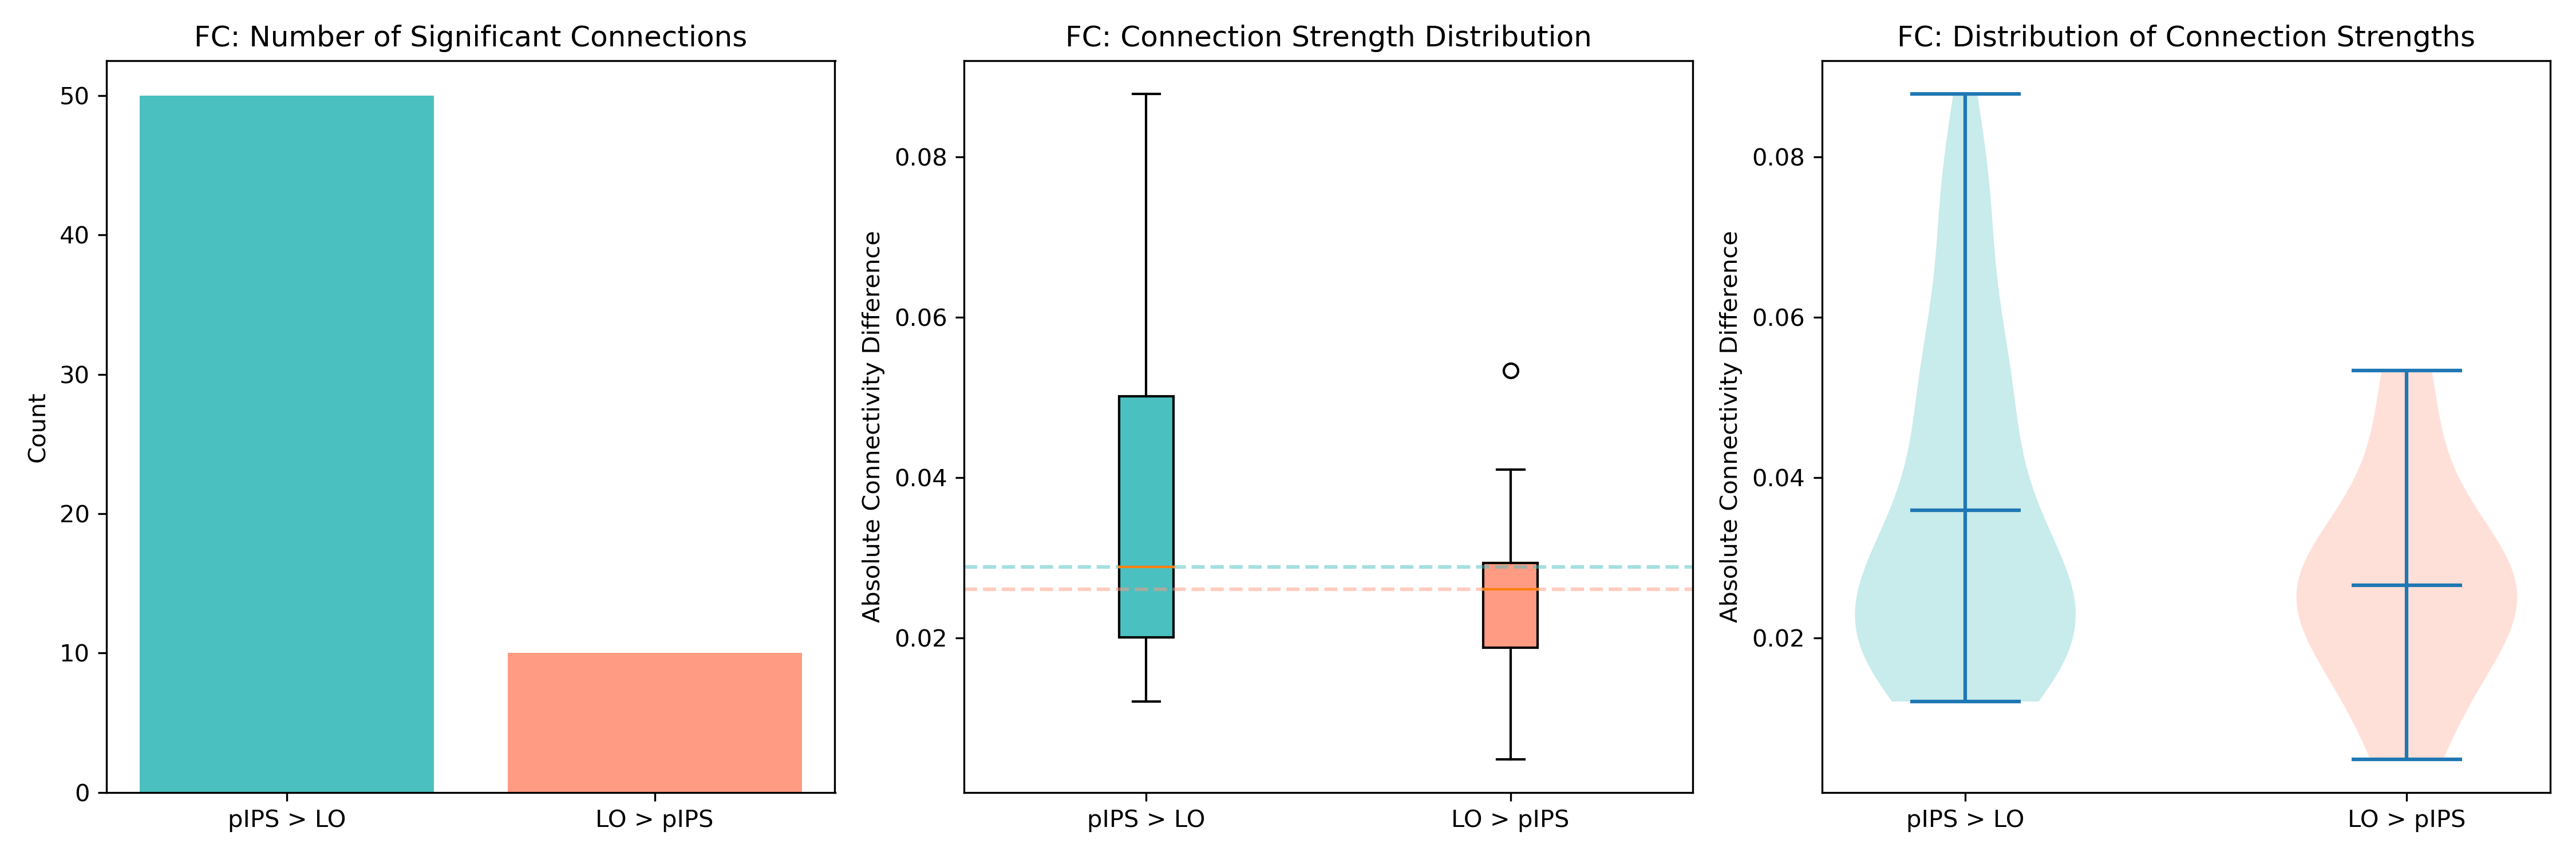 FC: Number of Significant Connections
Count
50
40
30
20
10
0
pIPS > LO
LO > pIPS
FC: Connection Strength Distribution
Absolute Connectivity Difference
0.08
0.06
0.04
0.02
pIPS > LO
LO > pIPS
FC: Distribution of Connection Strengths
Absolute Connectivity Difference
0.08
0.06
0.04
0.02
pIPS > LO
LO > pIPS